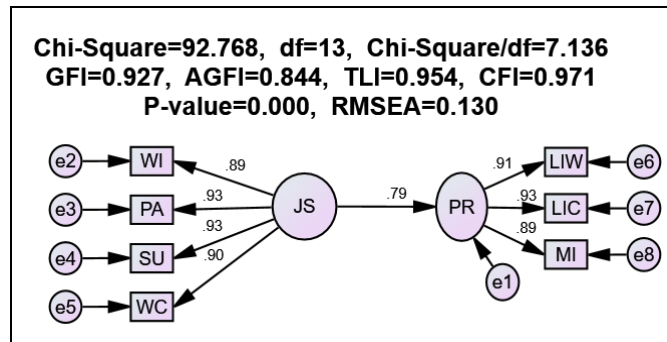 Chi-Square=92.768, df=13, Chi-Square/df=7.136
GFI=0.927, AGFI=0.844, TLI=0.954, CFI=0.971
P-value=0.000, RMSEA=0.130
e2 WI .89 .91 LIW e6
e3 PA .93 JS .79 PR .93 LIC e7
e4 SU .93 .89 MI e8
e5 WC .90 e1